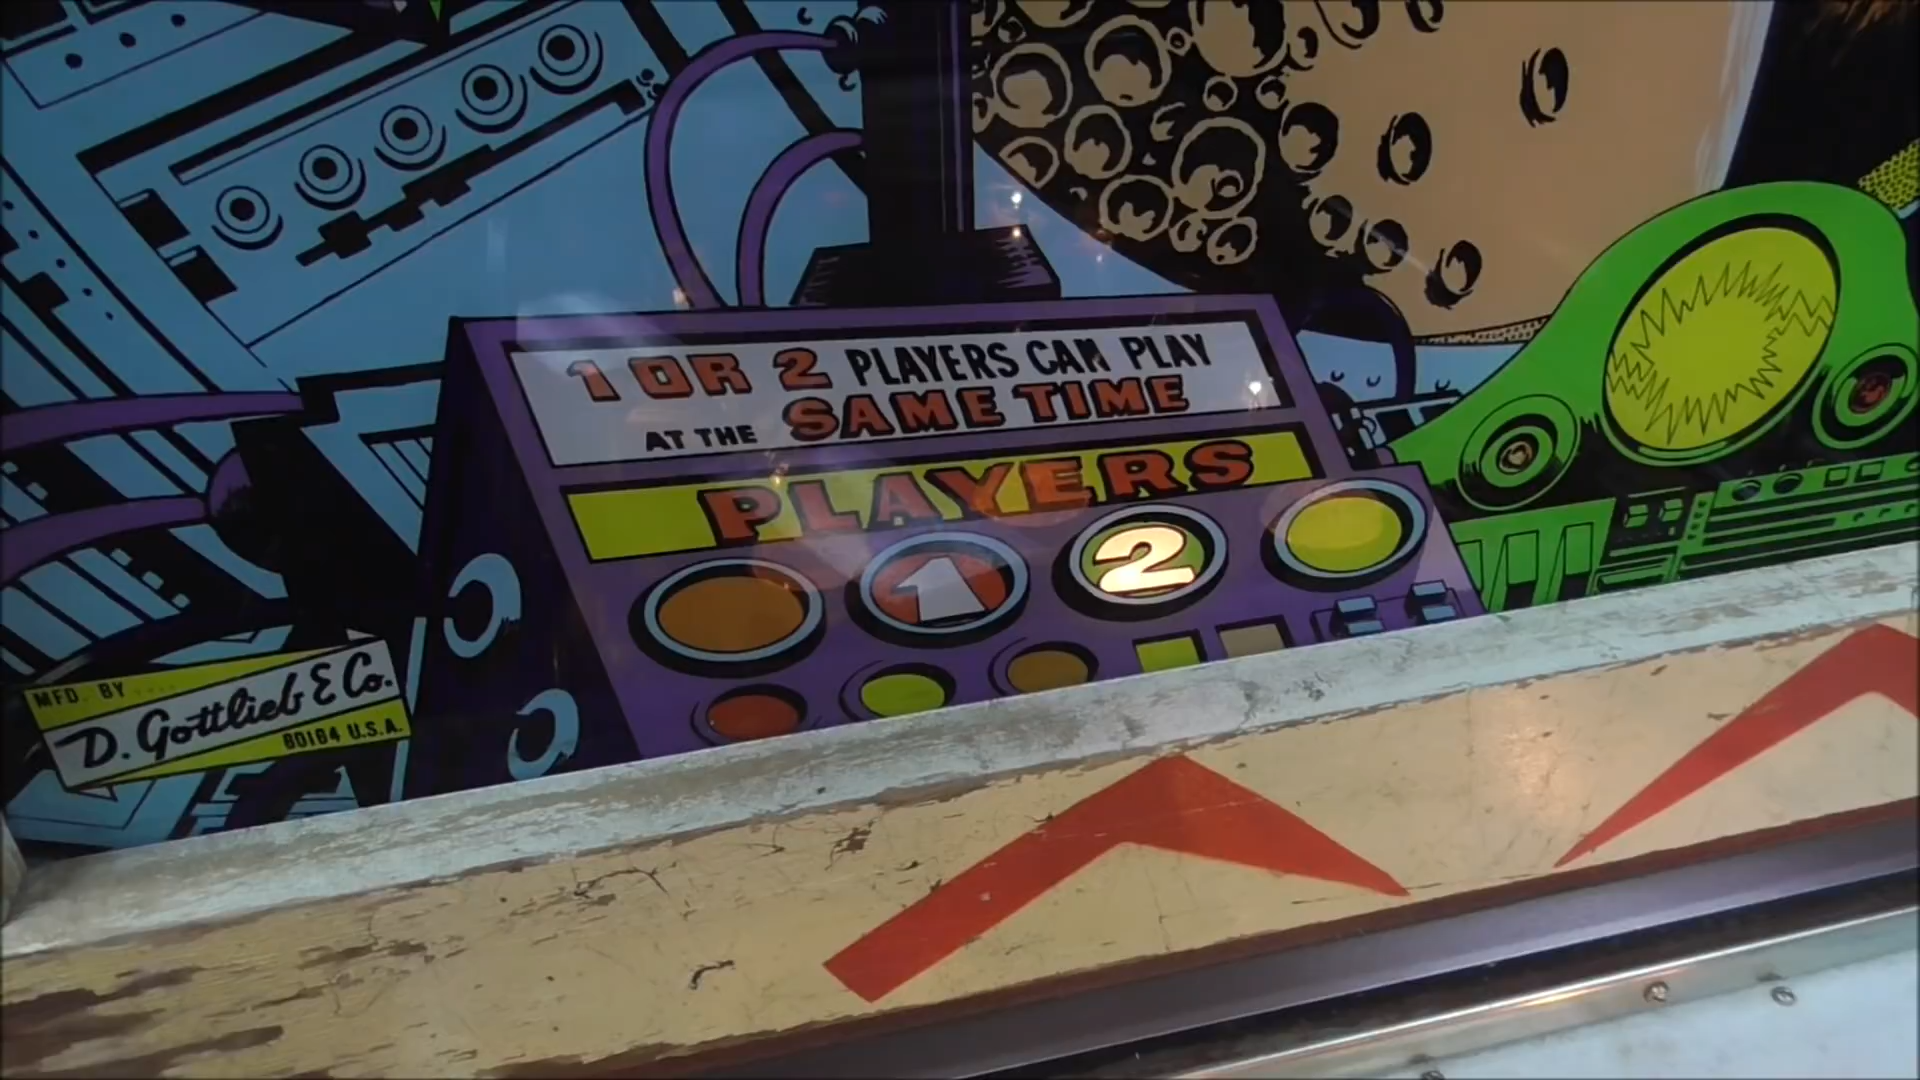 1 OR 2 PLAYERS CAN PLAY
AT THE SAME TIME
PLAYERS
1 2
MFD. BY ....
D. Gottlieb & Co.
60164 U.S.A.